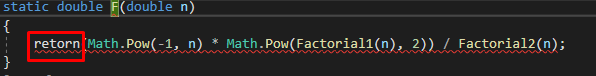 static double F(double n)
{
retorn(Math.Pow(-1, n) * Math.Pow(Factorial1(n), 2)) / Factorial2(n);
}